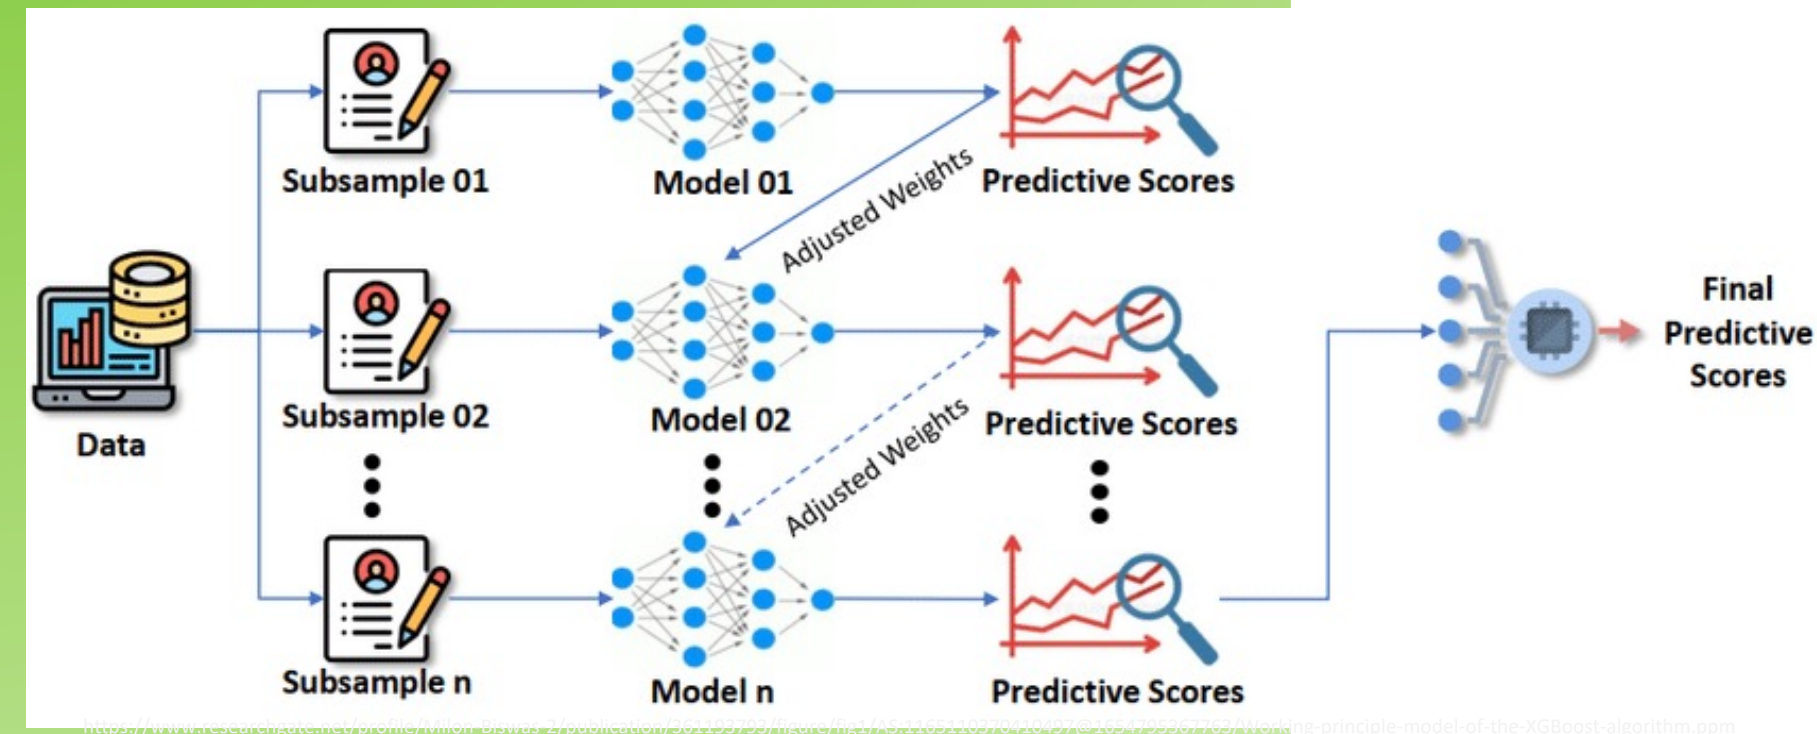 Subsample 01
Model 01
Predictive Scores
Adjusted Weights
Data
Subsample 02
Model 02
Predictive Scores
Adjusted Weights
Subsample n
Model n
Predictive Scores
Final
Predictive
Scores